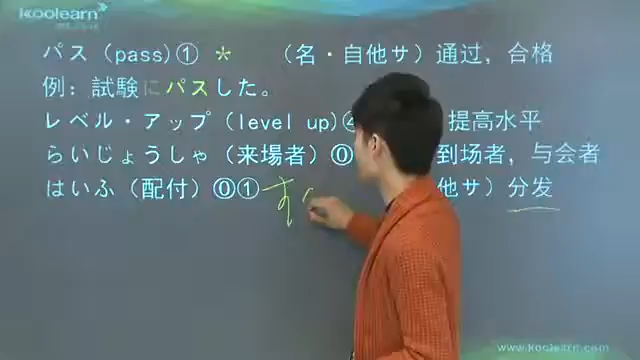 koolearn
パス（pass)① * （名・自他サ）通过，合格
例：試験にパスした。
レベル・アップ（level up)④ 提高水平
らいじょうしゃ（来場者）⓪ 到场者，与会者
はいふ（配付）⓪① す 他サ）分发
www.koolearn.com